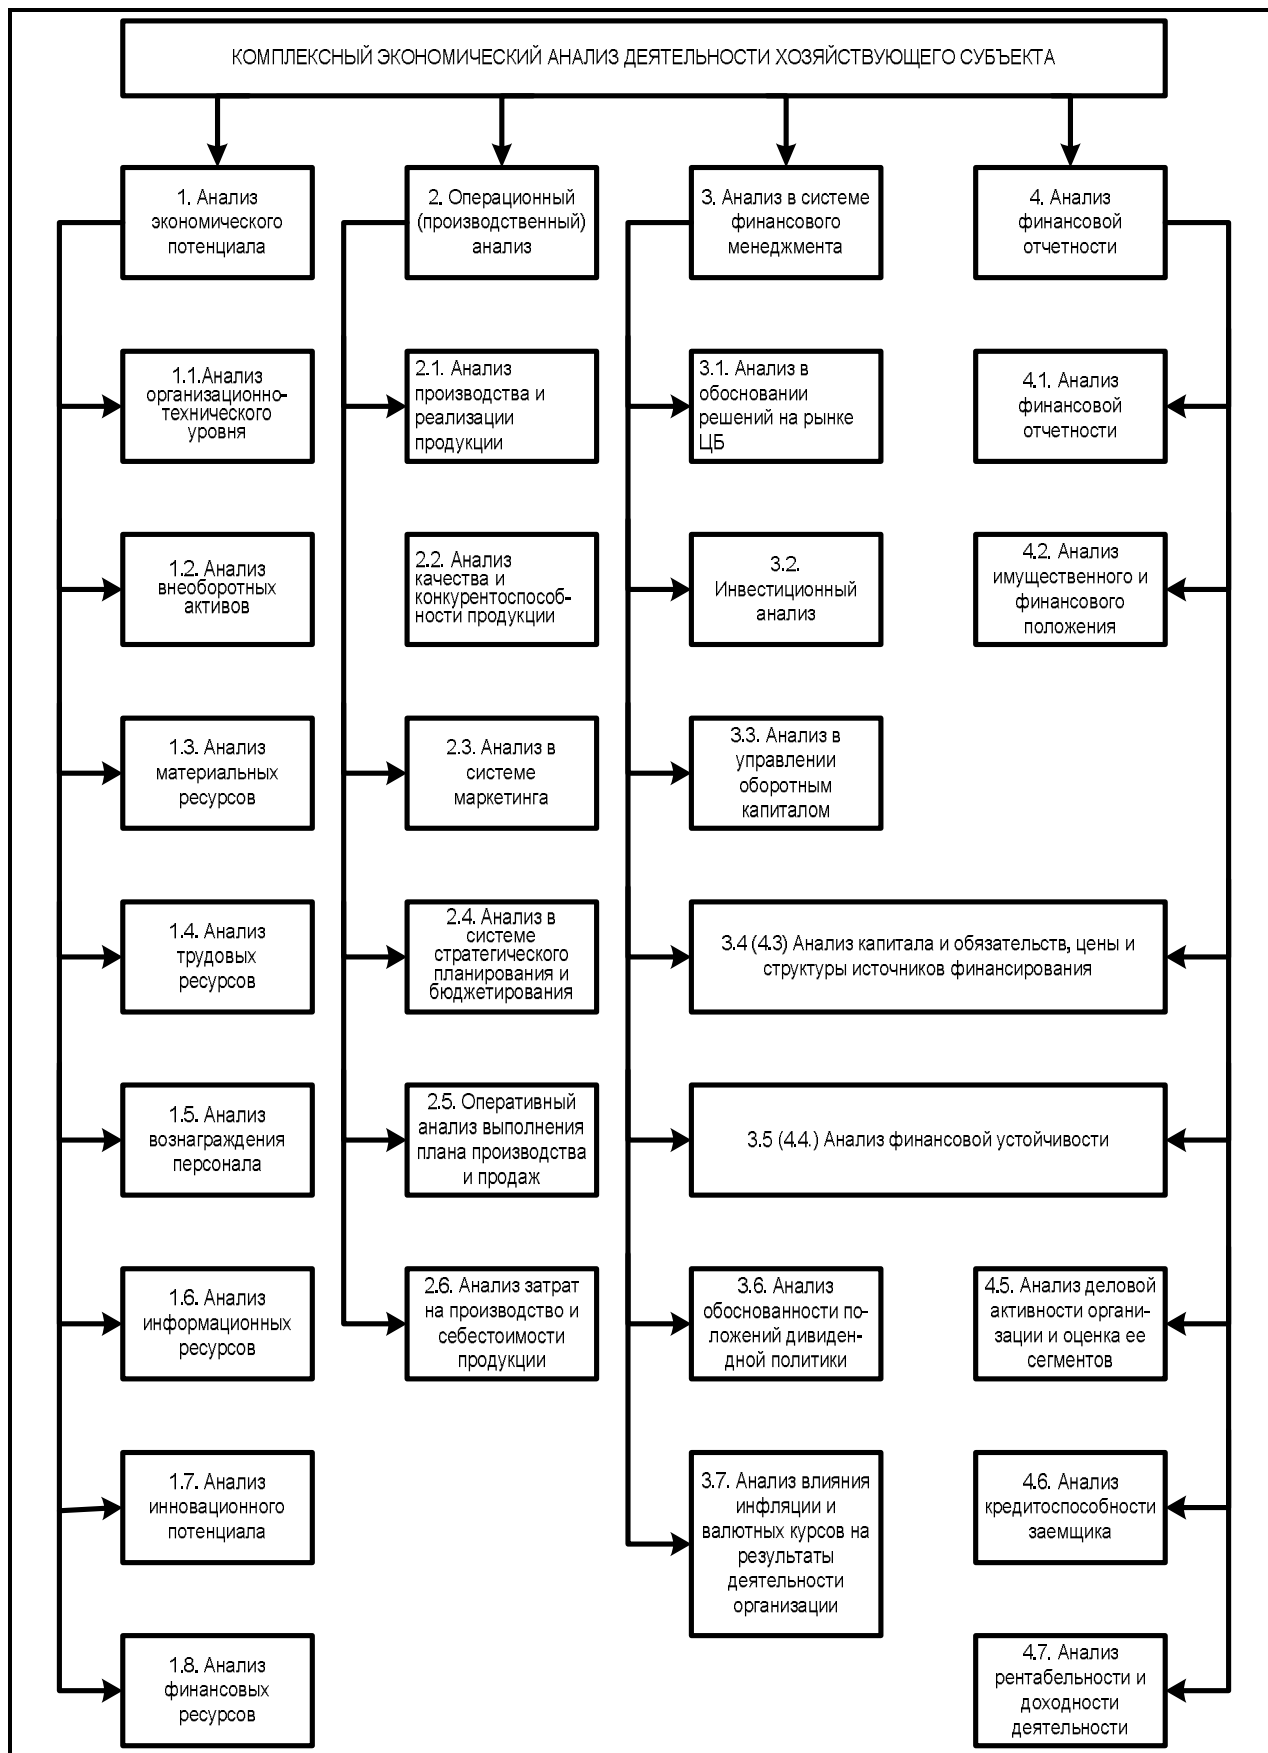 КОМПЛЕКСНЫЙ ЭКОНОМИЧЕСКИЙ АНАЛИЗ ДЕЯТЕЛЬНОСТИ ХОЗЯЙСТВУЮЩЕГО СУБЪЕКТА
1. Анализ
экономического
потенциала
2. Операционный
(производственный)
анализ
3. Анализ в системе
финансового
менеджмента
4. Анализ
финансовой
отчетности
1.1.Анализ
организационно-
технического
уровня
2.1. Анализ
производства и
реализации
продукции
3.1. Анализ в
обосновании
решений на рынке
ЦБ
4.1. Анализ
финансовой
отчетности
1.2. Анализ
внеоборотных
активов
2.2. Анализ
качества и
конкурентоспособ-
ности продукции
3.2.
Инвестиционный
анализ
4.2. Анализ
имущественного и
финансового
положения
1.3. Анализ
материальных
ресурсов
2.3. Анализ в
системе
маркетинга
3.3. Анализ в
управлении
оборотным
капиталом
1.4. Анализ
трудовых
ресурсов
2.4. Анализ в
системе
стратегического
планирования и
бюджетирования
3.4 (4.3) Анализ капитала и обязательств, цены и
структуры источников финансирования
1.5. Анализ
вознаграждения
персонала
2.5. Оперативный
анализ выполнения
плана производства
и продаж
3.5 (4.4.) Анализ финансовой устойчивости
1.6. Анализ
информационных
ресурсов
2.6. Анализ затрат
на производство и
себестоимости
продукции
3.6. Анализ
обоснованности по-
ложений дивиден-
дной политики
4.5. Анализ деловой
активности органи-
зации и оценка ее
сегментов
1.7. Анализ
инновационного
потенциала
3.7. Анализ влияния
инфляции и
валютных курсов на
результаты
деятельности
организации
4.6. Анализ
кредитоспособности
заемщика
1.8. Анализ
финансовых
ресурсов
4.7. Анализ
рентабельности и
доходности
деятельности